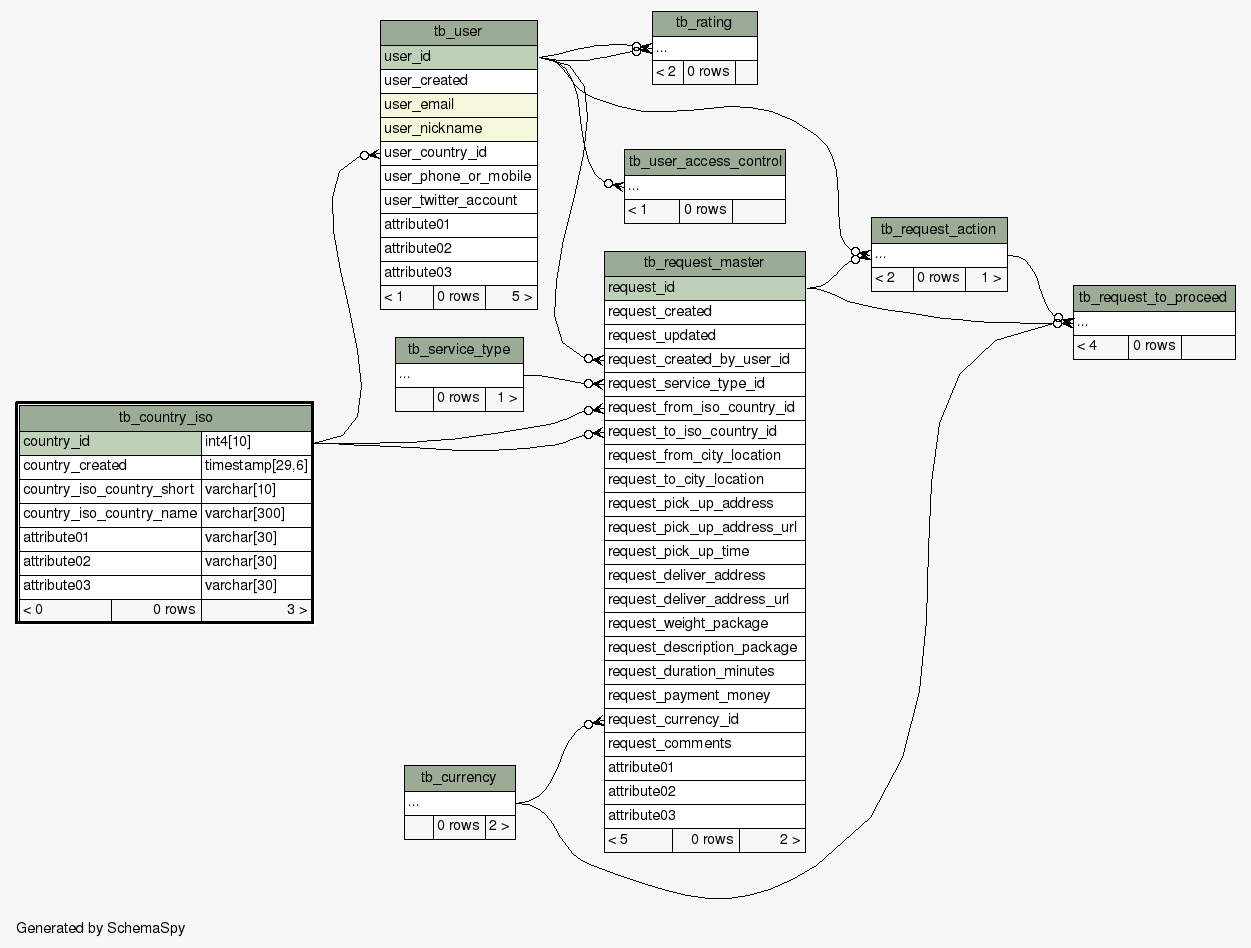 tb_user
user_id
user_created
user_email
user_nickname
user_country_id
user_phone_or_mobile
user_twitter_account
attribute01
attribute02
attribute03
< 1 0 rows 5 >
tb_rating
...
< 2 0 rows
tb_user_access_control
...
< 1 0 rows
tb_request_action
...
< 2 0 rows 1 >
tb_request_to_proceed
...
< 4 0 rows
tb_request_master
request_id
request_created
request_updated
request_created_by_user_id
request_service_type_id
request_from_iso_country_id
request_to_iso_country_id
request_from_city_location
request_to_city_location
request_pick_up_address
request_pick_up_address_url
request_pick_up_time
request_deliver_address
request_deliver_address_url
request_weight_package
request_description_package
request_duration_minutes
request_payment_money
request_currency_id
request_comments
attribute01
attribute02
attribute03
< 5 0 rows 2 >
tb_service_type
...
0 rows 1 >
tb_country_iso
country_id int4[10]
country_created timestamp[29,6]
country_iso_country_short varchar[10]
country_iso_country_name varchar[300]
attribute01 varchar[30]
attribute02 varchar[30]
attribute03 varchar[30]
< 0 0 rows 3 >
tb_currency
...
0 rows 2 >
Generated by SchemaSpy